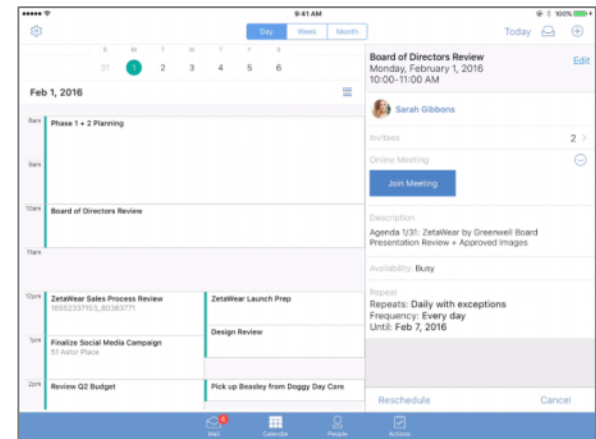 9:41 AM
100%
Day Week Month
Today
S M T W T F S
31 1 2 3 4 5 6
Feb 1, 2016
8am
Phase 1 + 2 Planning
9am
10am
Board of Directors Review
11am
12pm
ZetaWear Sales Process Review
18552337153,,80363771
ZetaWear Launch Prep
Design Review
1pm
Finalize Social Media Campaign
51 Astor Place
2pm
Review Q2 Budget
Pick up Beasley from Doggy Day Care
Board of Directors Review
Edit
Monday, February 1, 2016
10:00-11:00 AM
Sarah Gibbons
Invitees
2
Online Meeting
Join Meeting
Description
Agenda 1/31: ZetaWear by Greenwell Board
Presentation Review + Approved Images
Availability: Busy
Repeat
Repeats: Daily with exceptions
Frequency: Every day
Until: Feb 7, 2016
Reschedule
Cancel
4
Mail
Calendar
People
Actions